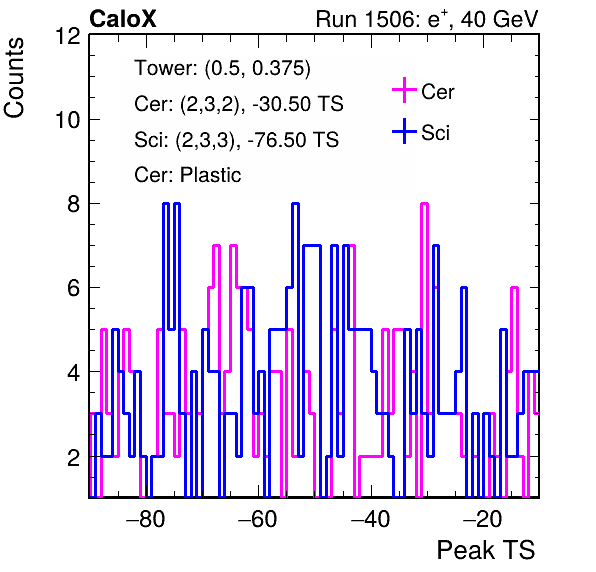 CaloX Run 1506: e+, 40 GeV
Counts
12
10
8
6
4
2
Tower: (0.5, 0.375)
Cer: (2,3,2), -30.50 TS
Sci: (2,3,3), -76.50 TS
Cer: Plastic
Cer
Sci
−80 −60 −40 −20
Peak TS